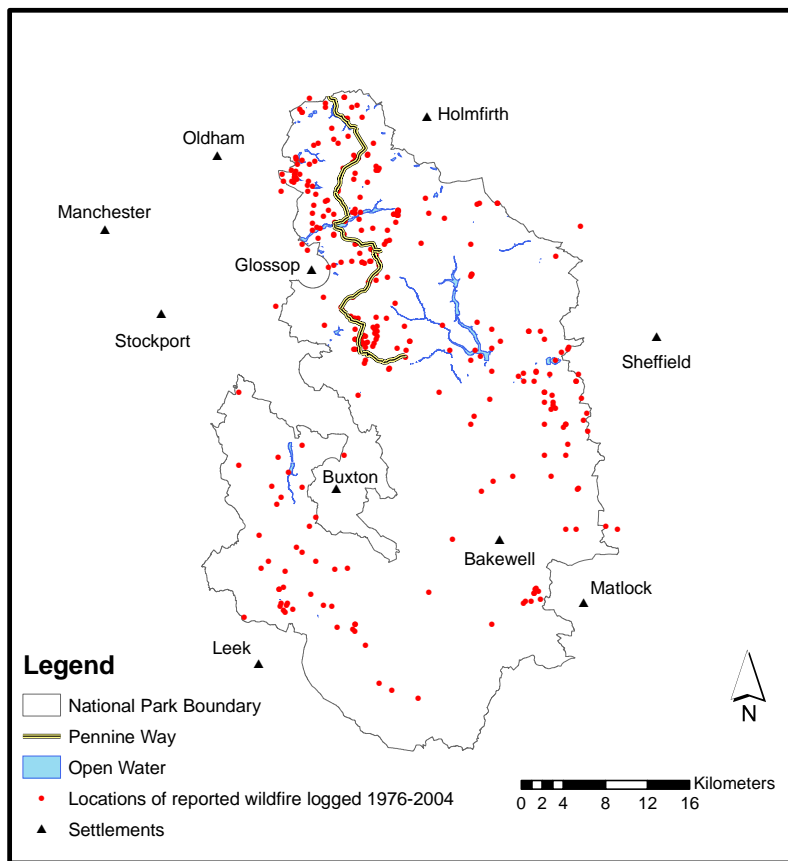 Holmfirth
Oldham
Manchester
Glossop
Stockport
Sheffield
Buxton
Bakewell
Matlock
Leek
Legend
National Park Boundary
Pennine Way
Open Water
Locations of reported wildfire logged 1976-2004
Settlements
N
Kilometers
0 2 4 8 12 16